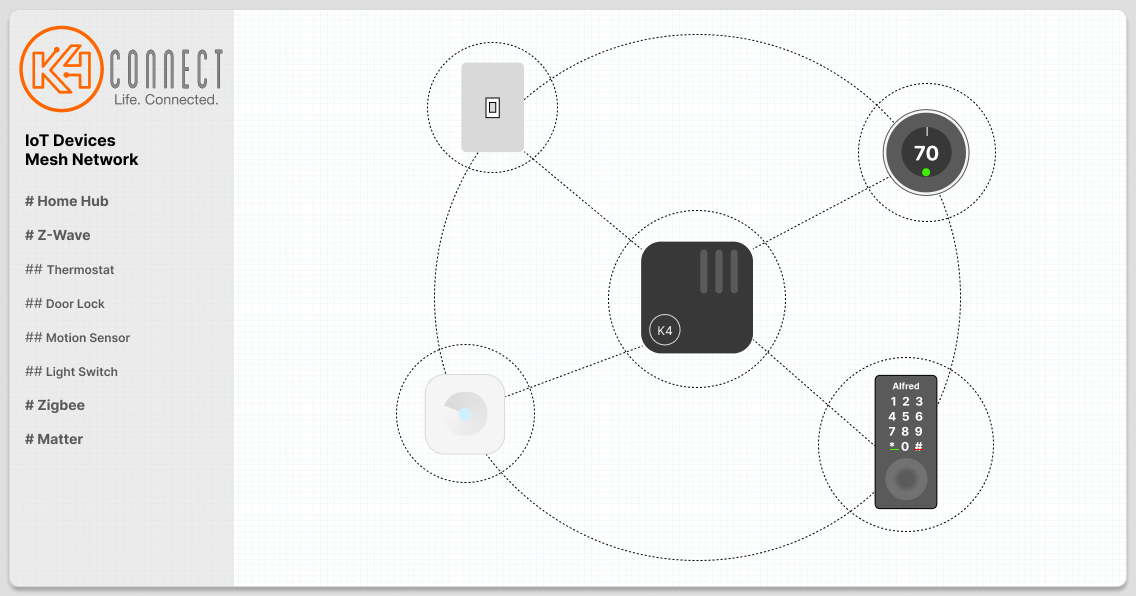 K4 CONNECT
Life. Connected.
IoT Devices
Mesh Network
# Home Hub
# Z-Wave
## Thermostat
## Door Lock
## Motion Sensor
## Light Switch
# Zigbee
# Matter
70
K4
Alfred
1 2 3
4 5 6
7 8 9
* 0 #